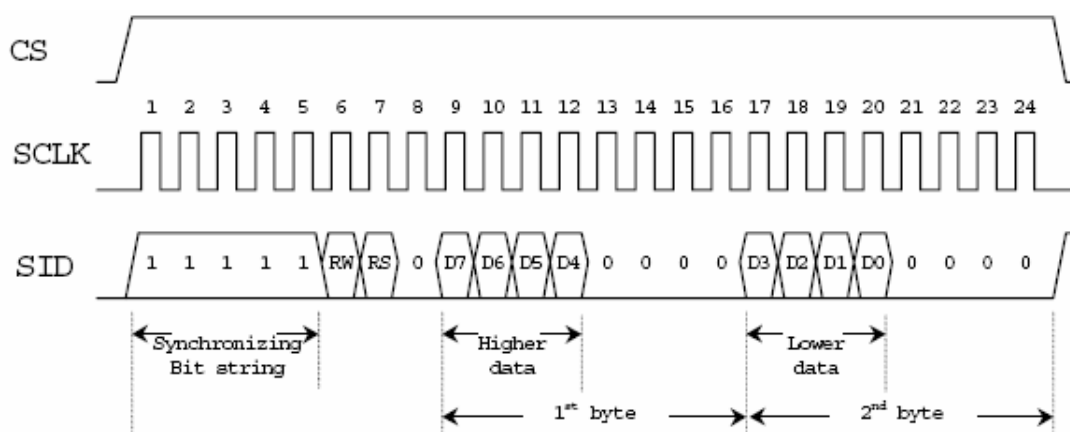 CS
1 2 3 4 5 6 7 8 9 10 11 12 13 14 15 16 17 18 19 20 21 22 23 24
SCLK
SID 1 1 1 1 1 RW RS 0 D7 D6 D5 D4 0 0 0 0 D3 D2 D1 D0 0 0 0 0
Synchronizing Higher Lower
Bit string data data
1st byte 2nd byte